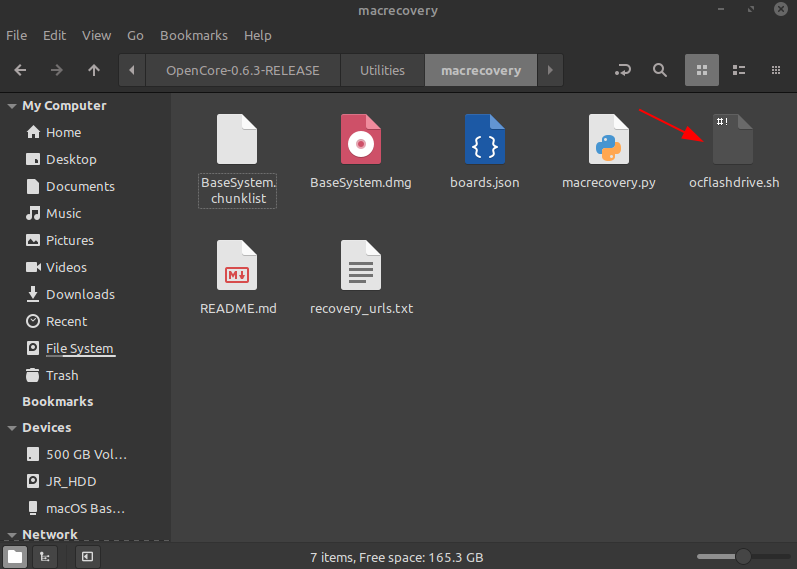 macrecovery
File Edit View Go Bookmarks Help
OpenCore-0.6.3-RELEASE Utilities macrecovery
My Computer
Home
Desktop
Documents
Music
Pictures
Videos
Downloads
Recent
File System
Trash
Bookmarks
Devices
500 GB Vol...
JR_HDD
macOS Bas...
Network
#!
BaseSystem.
chunklist
BaseSystem.dmg
boards.json
macrecovery.py
ocflashdrive.sh
README.md
recovery_urls.txt
7 items, Free space: 165.3 GB